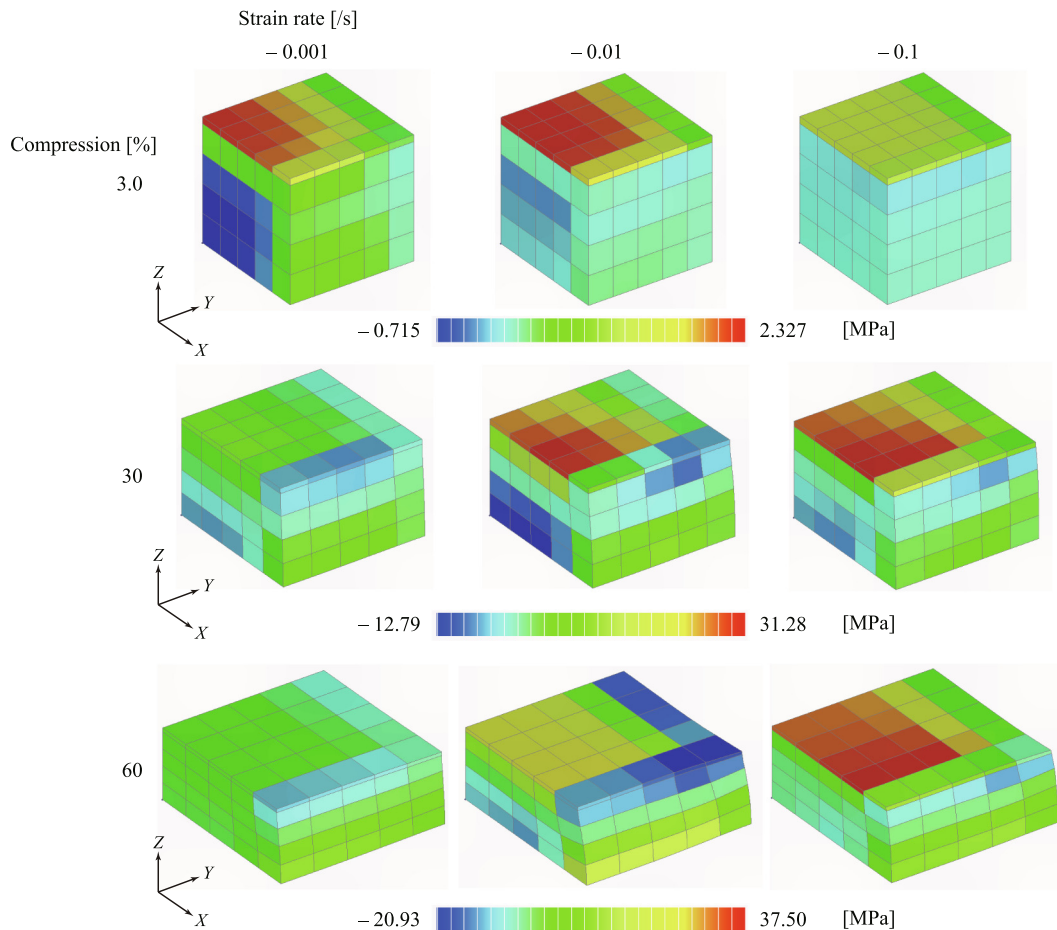 Strain rate [/s]
− 0.001 − 0.01 − 0.1
Compression [%]
3.0
Z
Y
X
− 0.715 2.327 [MPa]
30
Z
Y
X
− 12.79 31.28 [MPa]
60
Z
Y
X
− 20.93 37.50 [MPa]